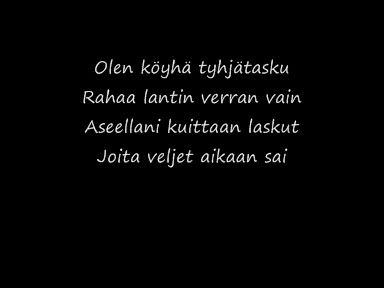 Olen köyhä tyhjätasku
Rahaa lantin verran vain
Aseellani kuittaan laskut
Joita veljet aikaan sai